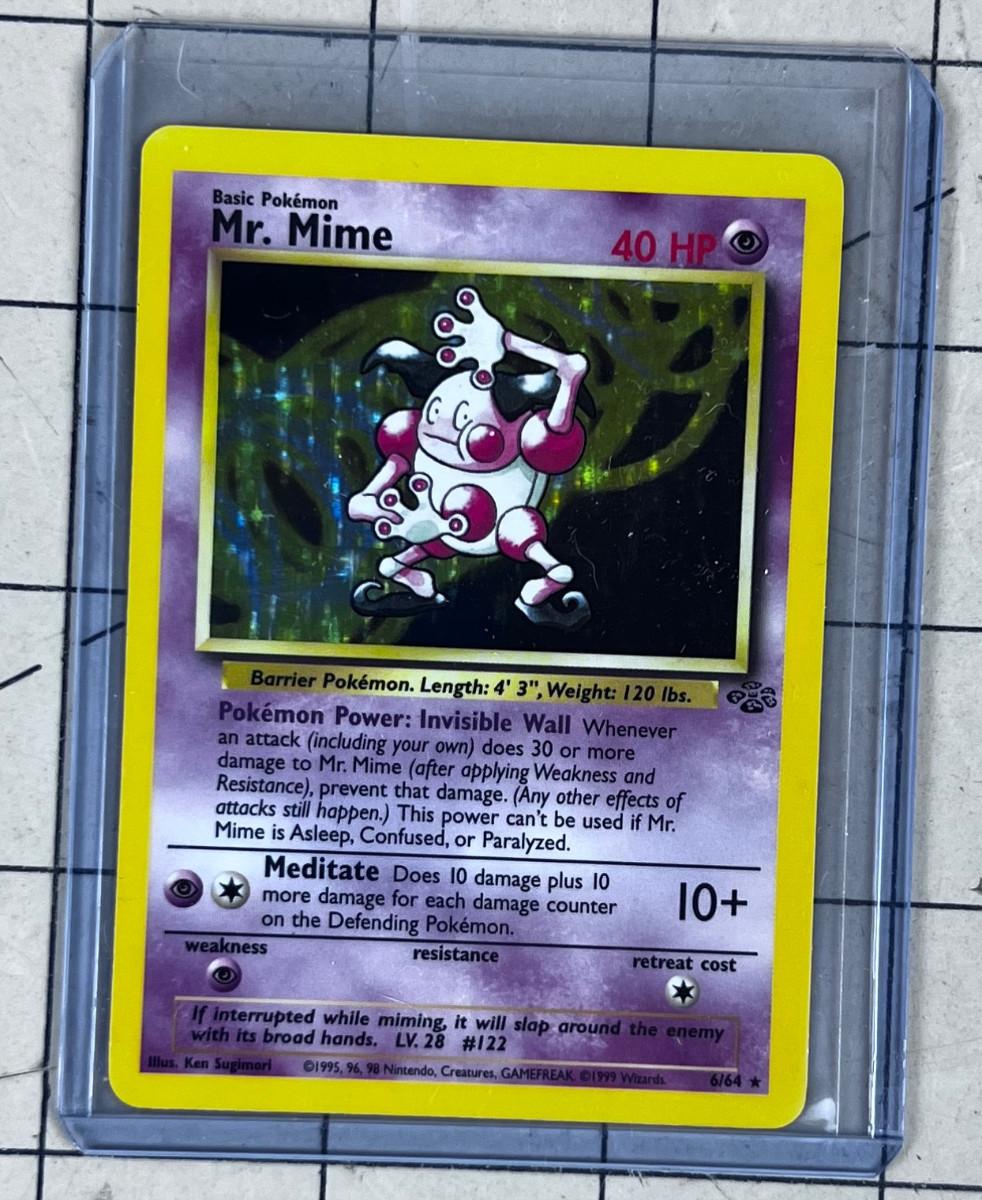 Basic Pokémon
Mr. Mime
40 HP
Barrier Pokémon. Length: 4' 3", Weight: 120 lbs.
Pokémon Power: Invisible Wall Whenever
an attack (including your own) does 30 or more
damage to Mr. Mime (after applying Weakness and
Resistance), prevent that damage. (Any other effects of
attacks still happen.) This power can't be used if Mr.
Mime is Asleep, Confused, or Paralyzed.
Meditate Does 10 damage plus 10
more damage for each damage counter
on the Defending Pokémon.
10+
weakness
resistance
retreat cost
If interrupted while miming, it will slap around the enemy
with its broad hands. LV. 28 #122
Illus. Ken Sugimori ©1995, 96, 98 Nintendo, Creatures, GAMEFREAK. ©1999 Wizards. 6/64 ★